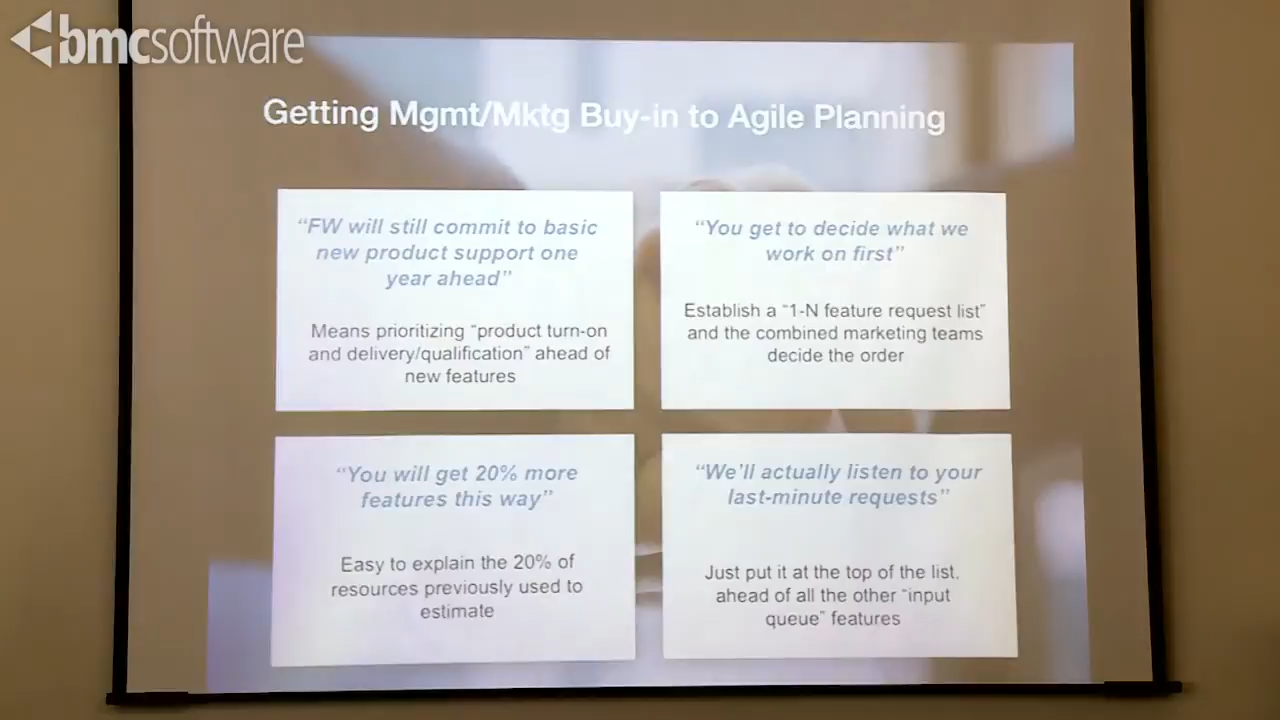 bmcsoftware
Getting Mgmt/Mktg Buy-in to Agile Planning
“FW will still commit to basic
new product support one
year ahead”
Means prioritizing “product turn-on
and delivery/qualification” ahead of
new features
“You get to decide what we
work on first”
Establish a “1-N feature request list”
and the combined marketing teams
decide the order
“You will get 20% more
features this way”
Easy to explain the 20% of
resources previously used to
estimate
“We’ll actually listen to your
last-minute requests”
Just put it at the top of the list,
ahead of all the other “input
queue” features